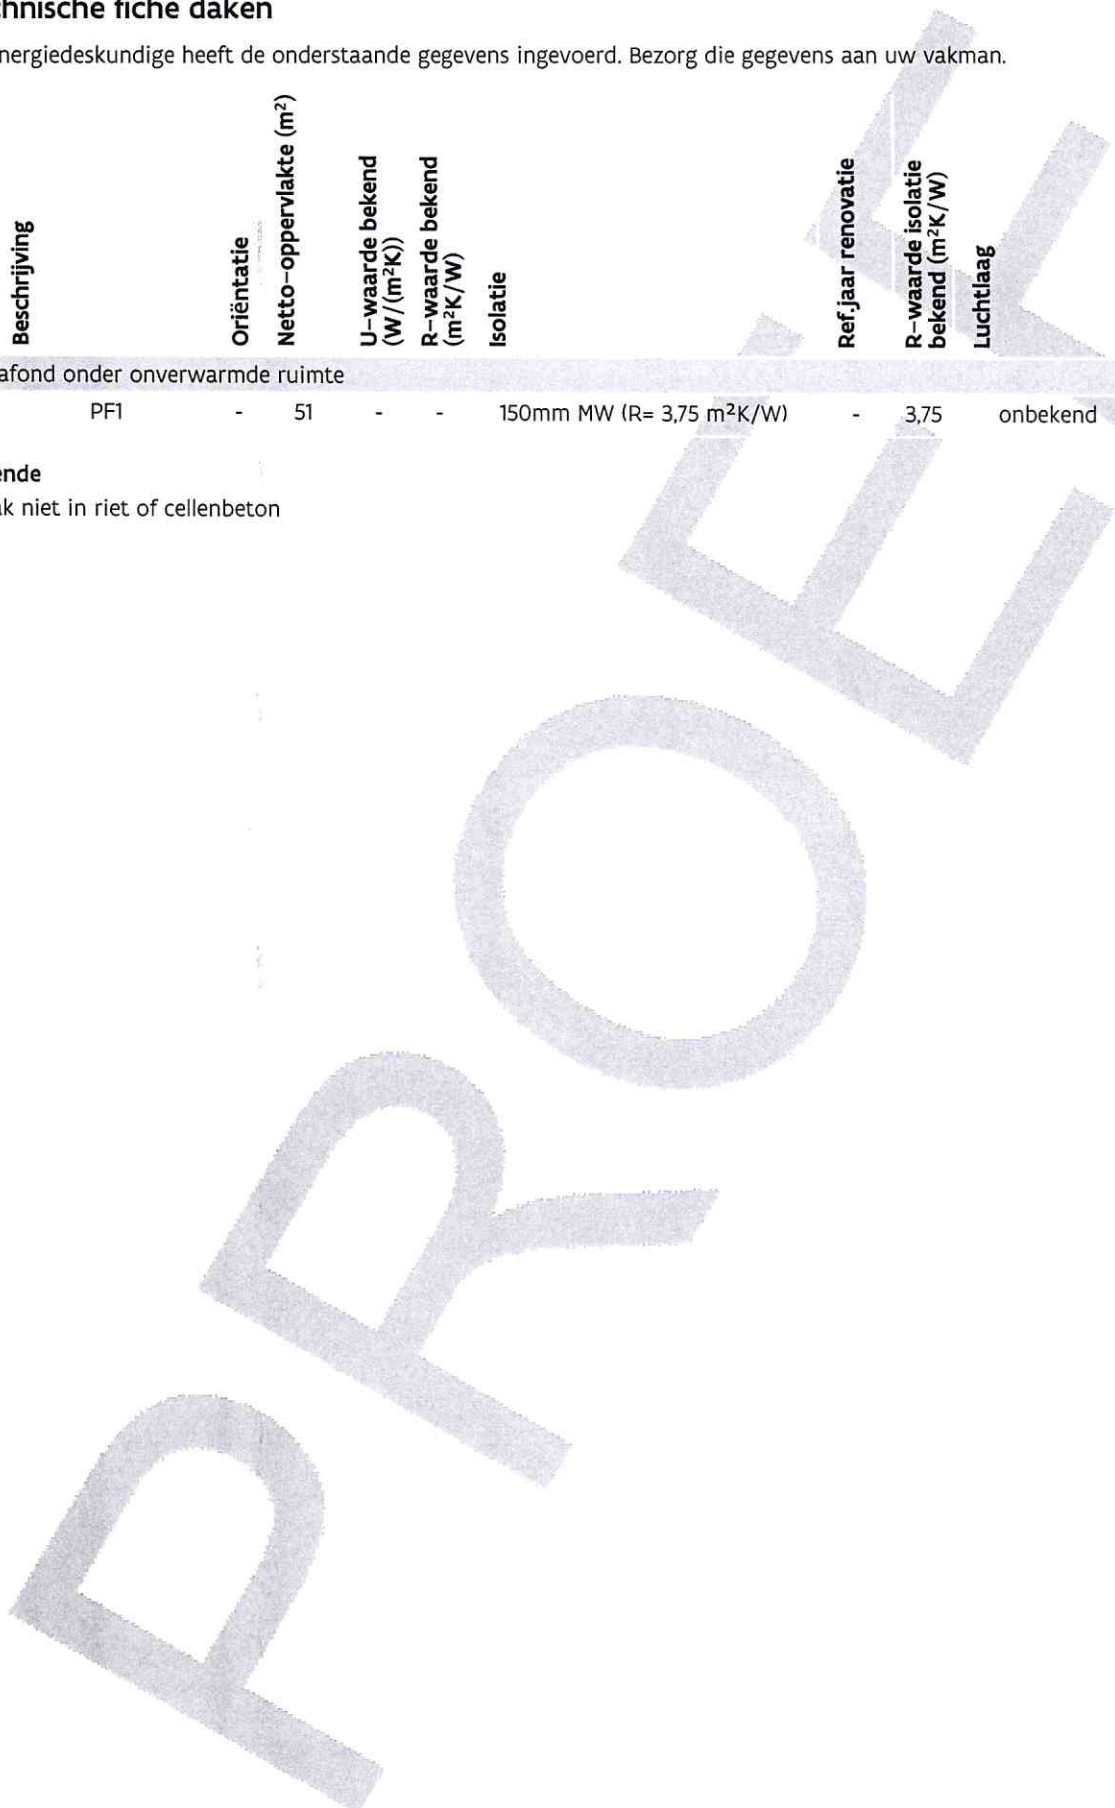 chnische fiche daken
nergiedeskundige heeft de onderstaande gegevens ingevoerd. Bezorg die gegevens aan uw vakman.
Beschrijving
Oriëntatie
Netto-oppervlakte (m²)
U-waarde bekend (W/(m²K))
R-waarde bekend (m²K/W)
Isolatie
Ref.jaar renovatie
R-waarde isolatie bekend (m²K/W)
Luchtlaag
afond onder onverwarmde ruimte
PF1 - 51 - - 150mm MW (R= 3,75 m²K/W) - 3,75 onbekend
ende
ak niet in riet of cellenbeton
PROEF